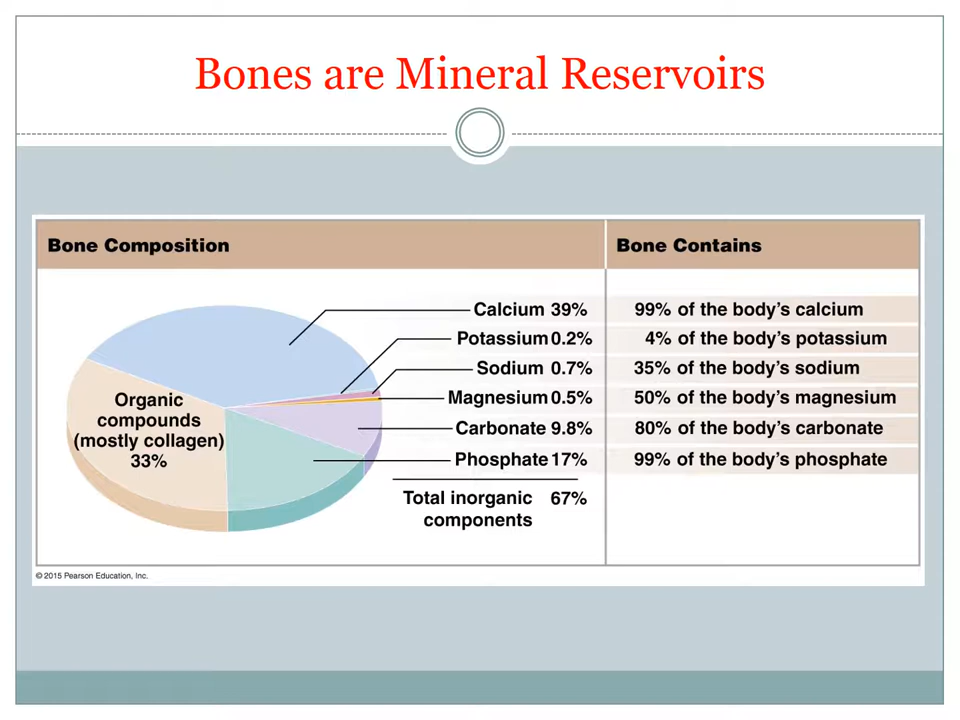 Bones are Mineral Reservoirs
Bone Composition Bone Contains
Calcium 39% 99% of the body's calcium
Potassium 0.2% 4% of the body's potassium
Sodium 0.7% 35% of the body's sodium
Magnesium 0.5% 50% of the body's magnesium
Carbonate 9.8% 80% of the body's carbonate
Phosphate 17% 99% of the body's phosphate
Organic
compounds
(mostly collagen)
33%
Total inorganic 67%
components
© 2015 Pearson Education, Inc.